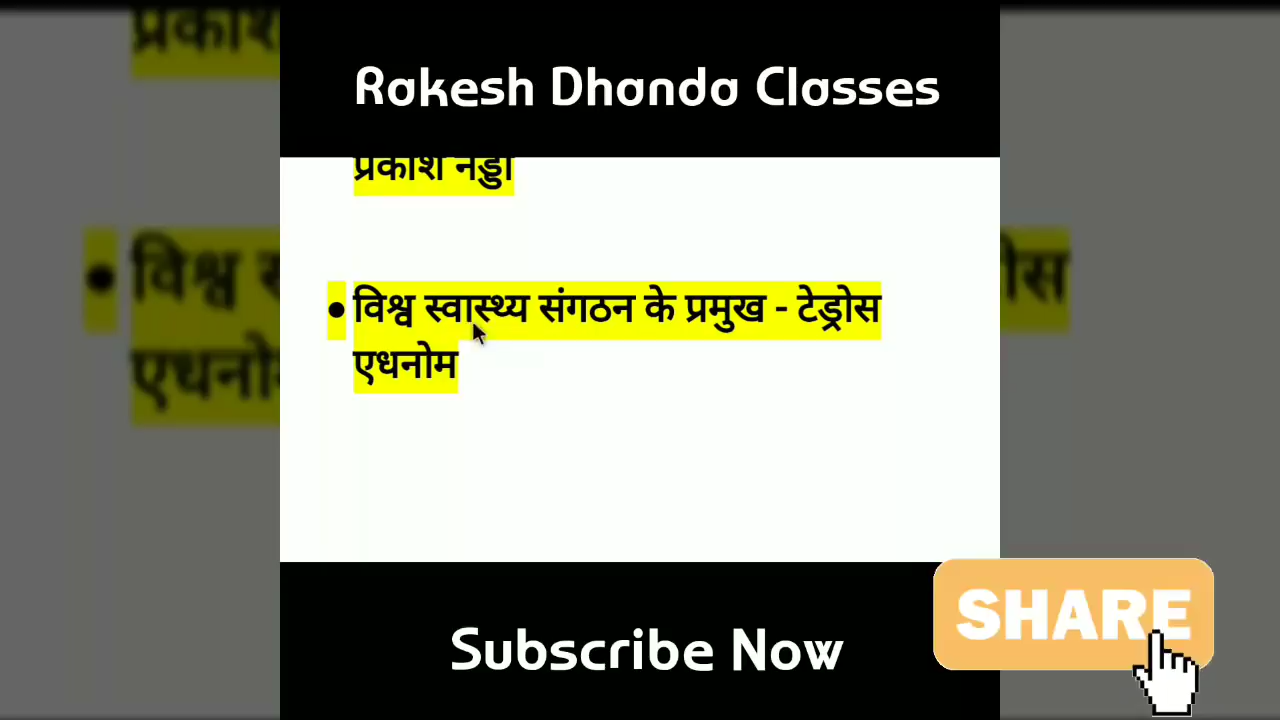 Rakesh Dhanda Classes
प्रकाश नड्डा
• विश्व स्वास्थ्य संगठन के प्रमुख - टेड्रोस
एधनोम
Subscribe Now
SHARE